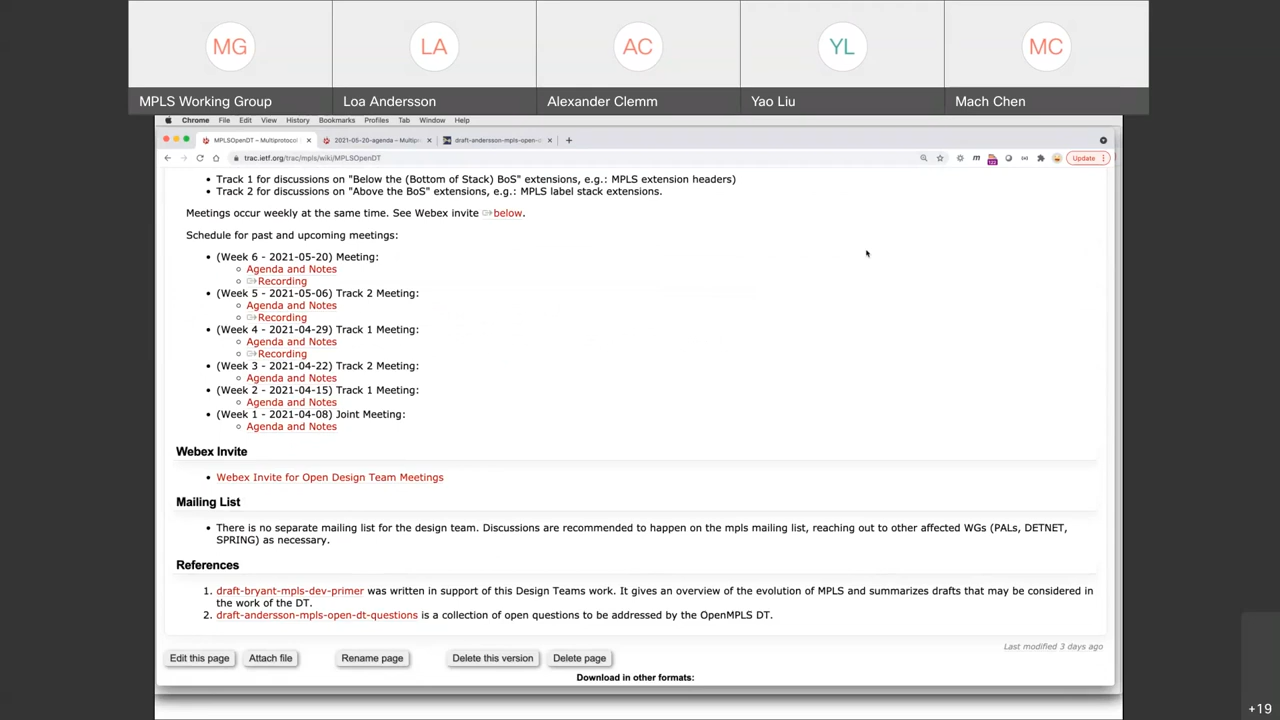 MG
LA
AC
YL
MC
MPLS Working Group
Loa Andersson
Alexander Clemm
Yao Liu
Mach Chen
Chrome File Edit View History Bookmarks Profiles Tab Window Help
MPLSOpenDT – Multiprotocol
2021-05-20-agenda – Multipr
draft-andersson-mpls-open-d
trac.ietf.org/trac/mpls/wiki/MPLSOpenDT
Update
• Track 1 for discussions on "Below the (Bottom of Stack) BoS" extensions, e.g.: MPLS extension headers)
• Track 2 for discussions on "Above the BoS" extensions, e.g.: MPLS label stack extensions.
Meetings occur weekly at the same time. See Webex invite below.
Schedule for past and upcoming meetings:
• (Week 6 - 2021-05-20) Meeting:
Agenda and Notes
Recording
• (Week 5 - 2021-05-06) Track 2 Meeting:
Agenda and Notes
Recording
• (Week 4 - 2021-04-29) Track 1 Meeting:
Agenda and Notes
Recording
• (Week 3 - 2021-04-22) Track 2 Meeting:
Agenda and Notes
• (Week 2 - 2021-04-15) Track 1 Meeting:
Agenda and Notes
• (Week 1 - 2021-04-08) Joint Meeting:
Agenda and Notes
Webex Invite
• Webex Invite for Open Design Team Meetings
Mailing List
• There is no separate mailing list for the design team. Discussions are recommended to happen on the mpls mailing list, reaching out to other affected WGs (PALs, DETNET,
SPRING) as necessary.
References
1. draft-bryant-mpls-dev-primer was written in support of this Design Teams work. It gives an overview of the evolution of MPLS and summarizes drafts that may be considered in
the work of the DT.
2. draft-andersson-mpls-open-dt-questions is a collection of open questions to be addressed by the OpenMPLS DT.
Last modified 3 days ago
Edit this page Attach file Rename page Delete this version Delete page
Download in other formats:
+19